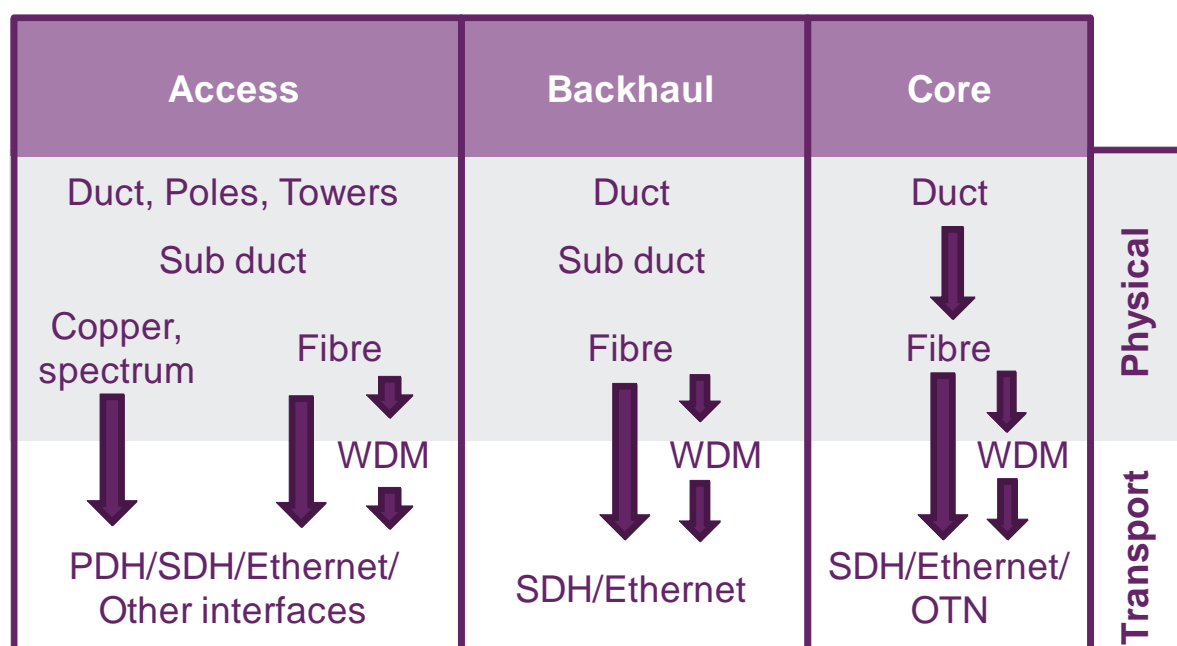 Access
Backhaul
Core
Duct, Poles, Towers
Duct
Duct
Sub duct
Sub duct
Copper,
spectrum
Fibre
Fibre
Fibre
Physical
WDM
WDM
WDM
PDH/SDH/Ethernet/
Other interfaces
SDH/Ethernet
SDH/Ethernet/
OTN
Transport